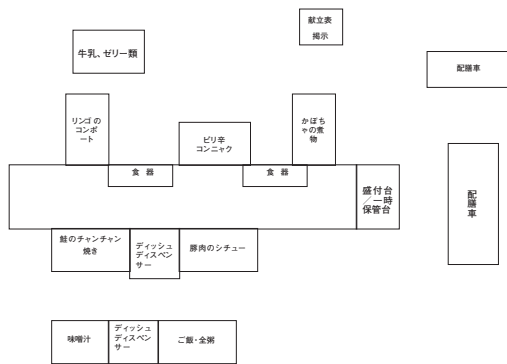 献立表
掲示
牛乳、ゼリー類
配膳車
リンゴの
コンポー
ト
ピリ辛
コンニャク
かぼち
ゃの煮
物
食 器
食 器
盛付台
／一時
保管台
配膳車
鮭のチャンチャン
焼き
ディッシュ
ディスペン
サー
豚肉のシチュー
味噌汁
ディッシュ
ディスペン
サー
ご飯・全粥